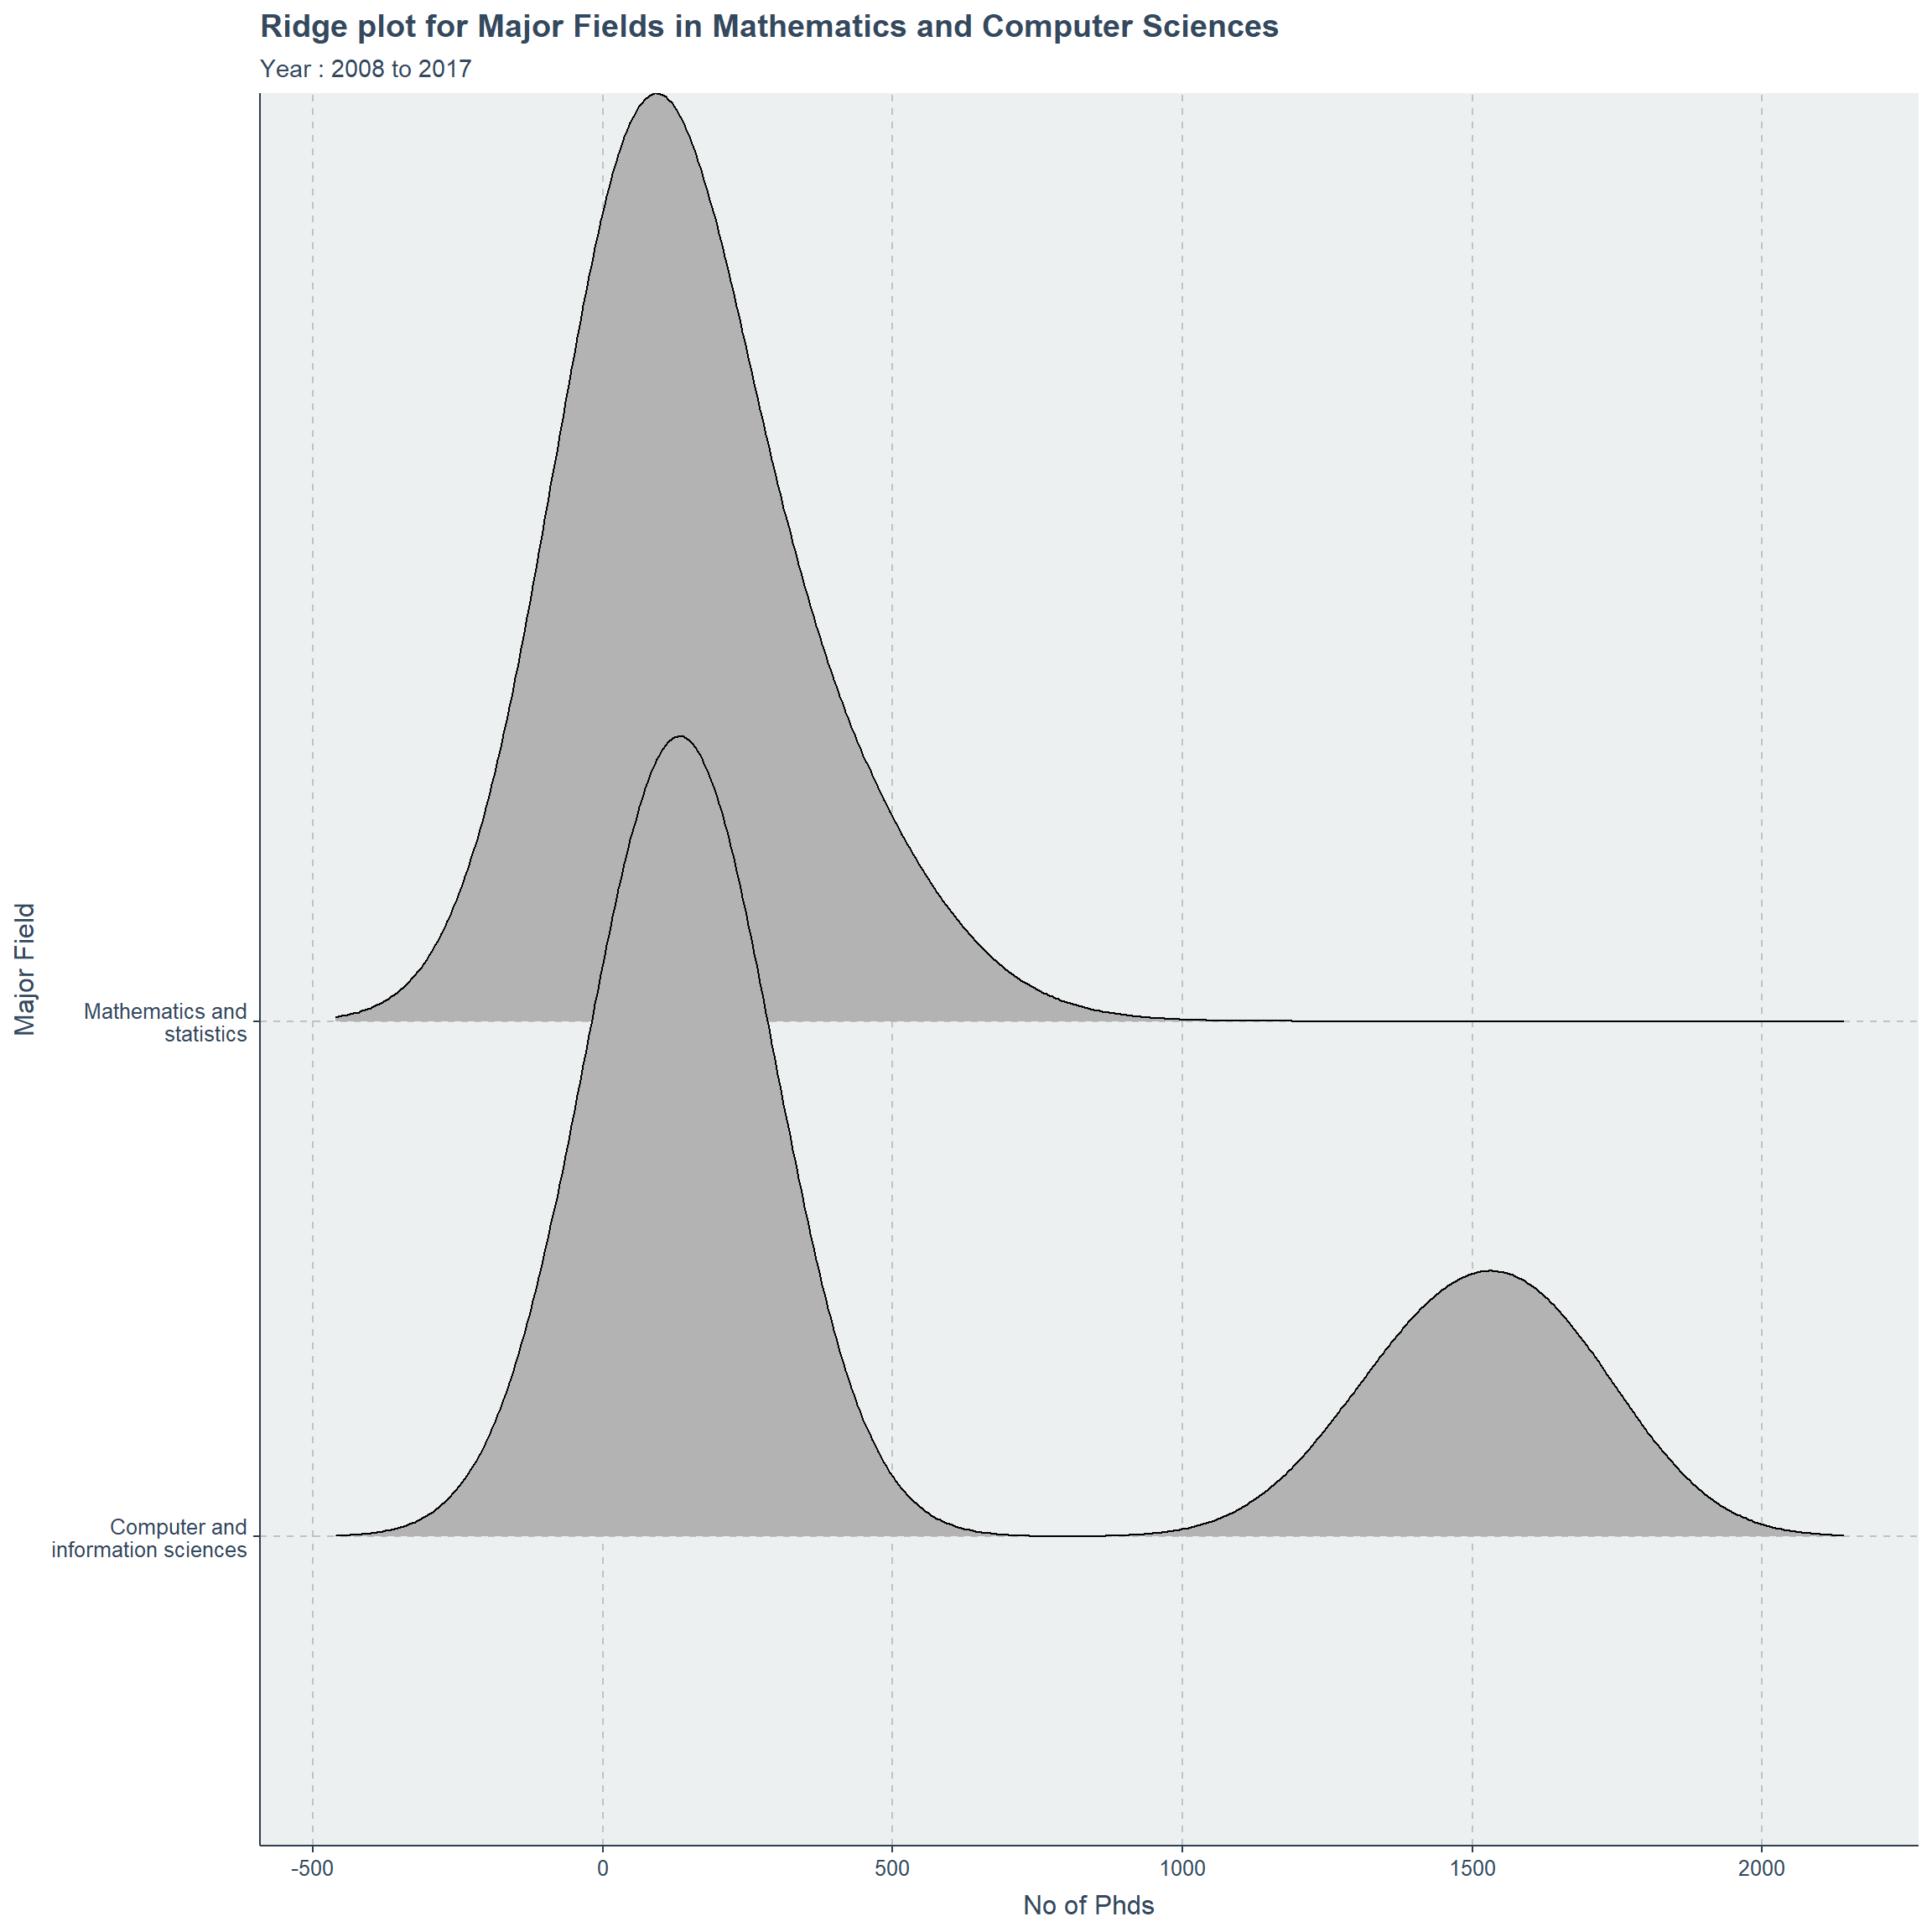 Ridge plot for Major Fields in Mathematics and Computer Sciences
Year : 2008 to 2017
Major Field
Mathematics and
statistics
Computer and
information sciences
-500
0
500
1000
1500
2000
No of Phds